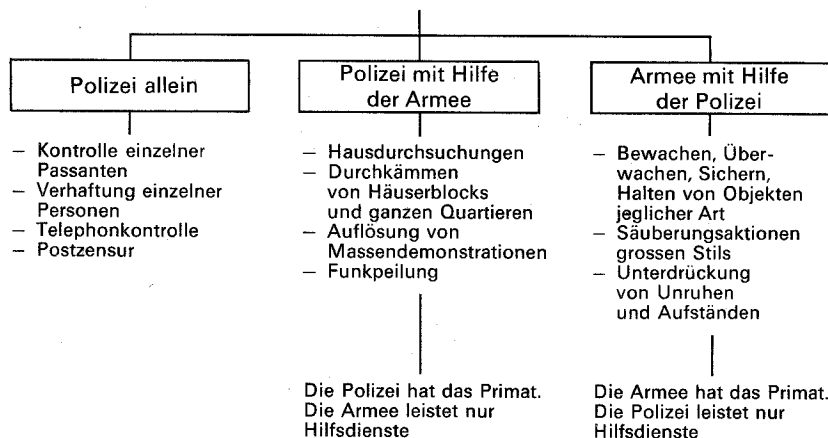 Polizei allein
– Kontrolle einzelner
Passanten
– Verhaftung einzelner
Personen
– Telephonkontrolle
– Postzensur
Polizei mit Hilfe
der Armee
– Hausdurchsuchungen
– Durchkämmen
von Häuserblocks
und ganzen Quartieren
– Auflösung von
Massendemonstrationen
– Funkpeilung
Die Polizei hat das Primat.
Die Armee leistet nur
Hilfsdienste
Armee mit Hilfe
der Polizei
– Bewachen, Über-
wachen, Sichern,
Halten von Objekten
jeglicher Art
– Säuberungsaktionen
grossen Stils
– Unterdrückung
von Unruhen
und Aufständen
Die Armee hat das Primat.
Die Polizei leistet nur
Hilfsdienste